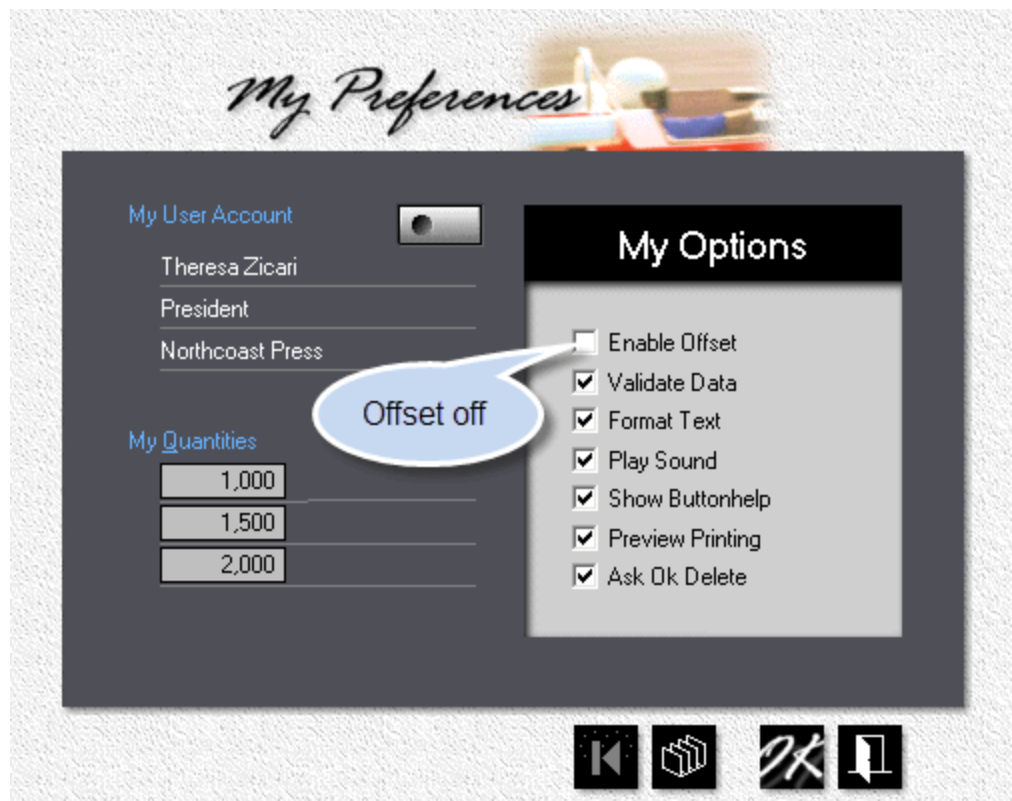 My Preferences
My User Account
Theresa Zicari
President
Northcoast Press
My Quantities
1,000
1,500
2,000
My Options
Enable Offset
Validate Data
Format Text
Play Sound
Show Buttonhelp
Preview Printing
Ask Ok Delete
Offset off
OK